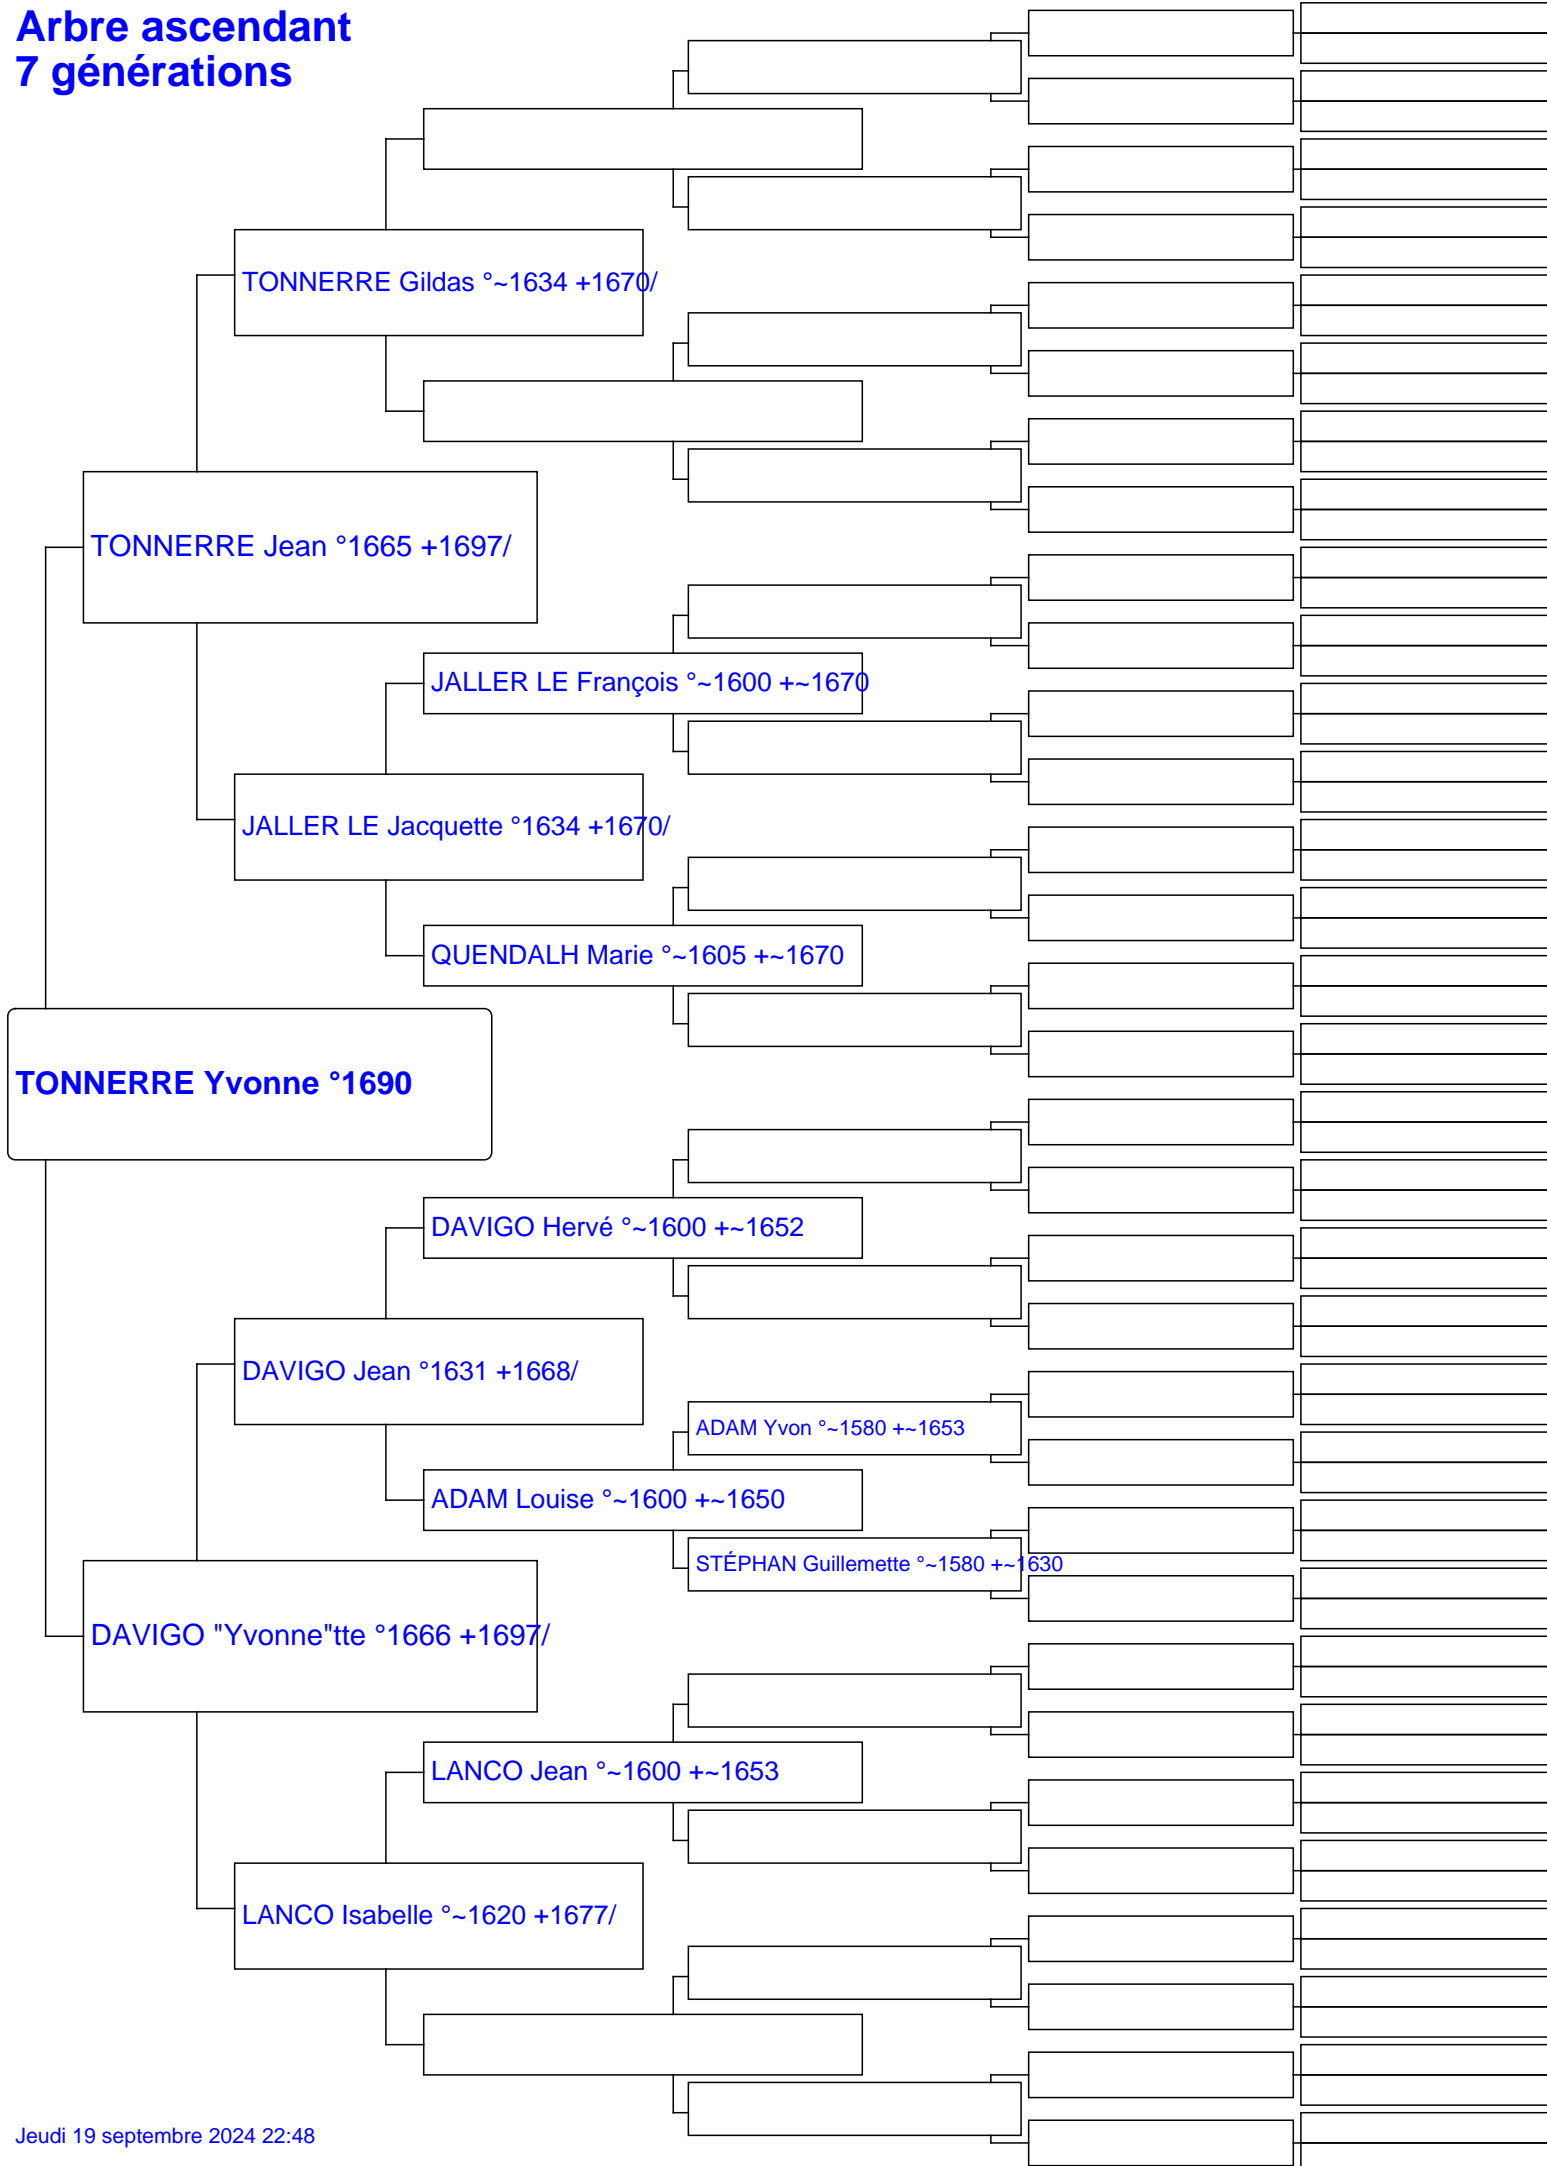 Arbre ascendant
7 générations
TONNERRE Gildas °~1634 +1670/
TONNERRE Jean °1665 +1697/
JALLER LE François °~1600 +~1670
JALLER LE Jacquette °1634 +1670/
QUENDALH Marie °~1605 +~1670
TONNERRE Yvonne °1690
DAVIGO Hervé °~1600 +~1652
DAVIGO Jean °1631 +1668/
ADAM Yvon °~1580 +~1653
ADAM Louise °~1600 +~1650
STÉPHAN Guillemette °~1580 +~1630
DAVIGO "Yvonne"tte °1666 +1697/
LANCO Jean °~1600 +~1653
LANCO Isabelle °~1620 +1677/
Jeudi 19 septembre 2024 22:48